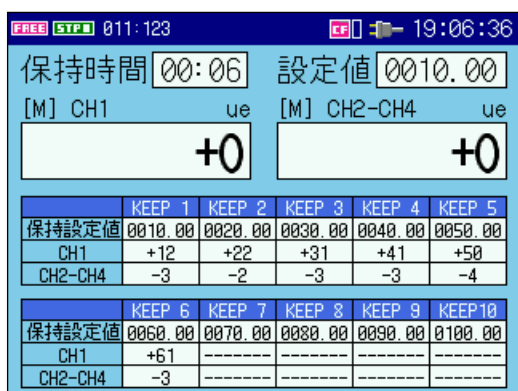 FREE STP 011:123 CF 19:06:36
保持時間 00:06 設定値 0010.00
[M] CH1 ue [M] CH2-CH4 ue
+0 +0
KEEP 1 KEEP 2 KEEP 3 KEEP 4 KEEP 5
保持設定値 0010.00 0020.00 0030.00 0040.00 0050.00
CH1 +12 +22 +31 +41 +50
CH2-CH4 -3 -2 -3 -3 -4
KEEP 6 KEEP 7 KEEP 8 KEEP 9 KEEP10
保持設定値 0060.00 0070.00 0080.00 0090.00 0100.00
CH1 +61 ------- ------- ------- -------
CH2-CH4 -3 ------- ------- ------- -------